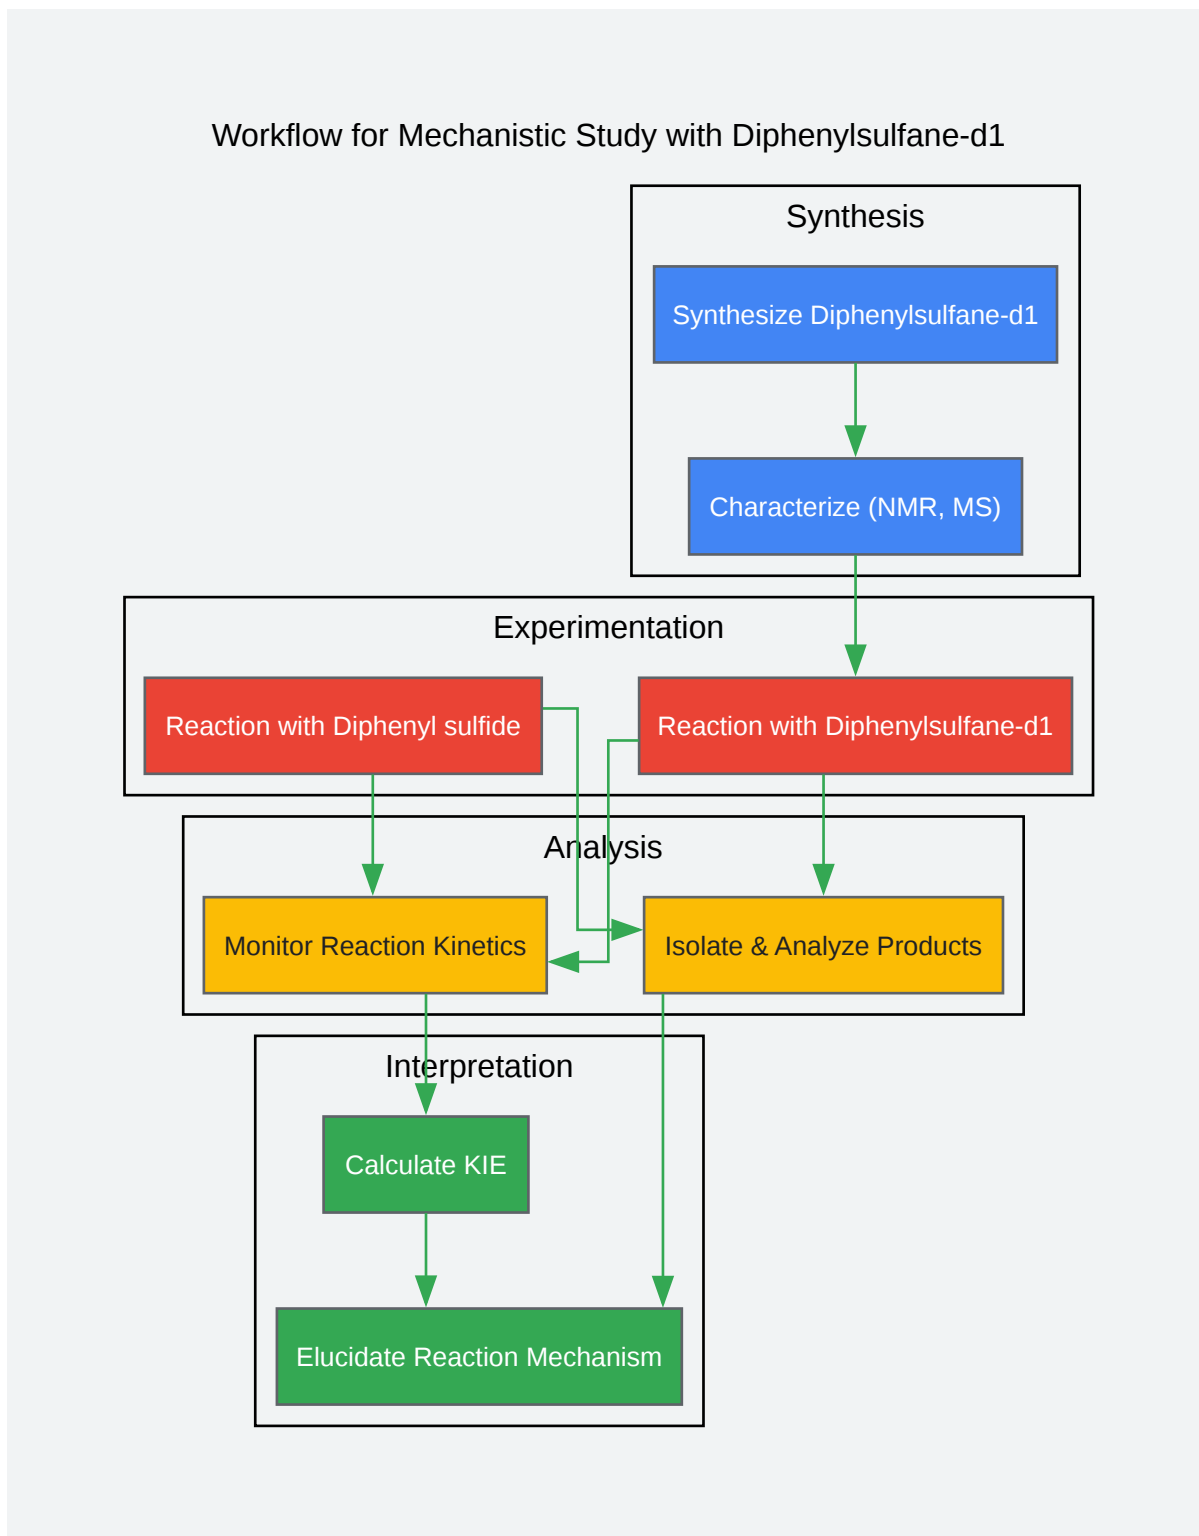 Workflow for Mechanistic Study with Diphenylsulfane-d1
Synthesis
Synthesize Diphenylsulfane-d1
Characterize (NMR, MS)
Experimentation
Reaction with Diphenyl sulfide
Reaction with Diphenylsulfane-d1
Analysis
Monitor Reaction Kinetics
Isolate & Analyze Products
Interpretation
Calculate KIE
Elucidate Reaction Mechanism